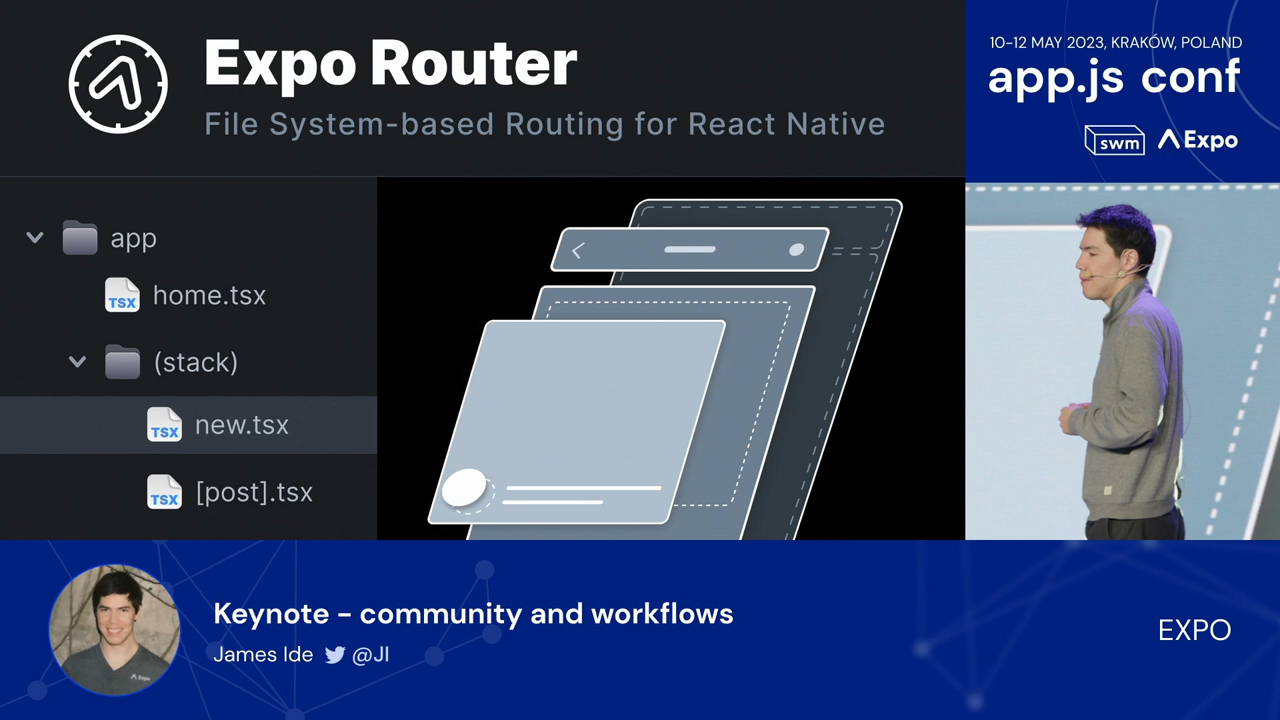 Expo Router
File System-based Routing for React Native
app
home.tsx
(stack)
new.tsx
[post].tsx
TSX
TSX
TSX
10-12 MAY 2023, KRAKÓW, POLAND
app.js conf
swm
Expo
Keynote - community and workflows
James Ide @JI
EXPO